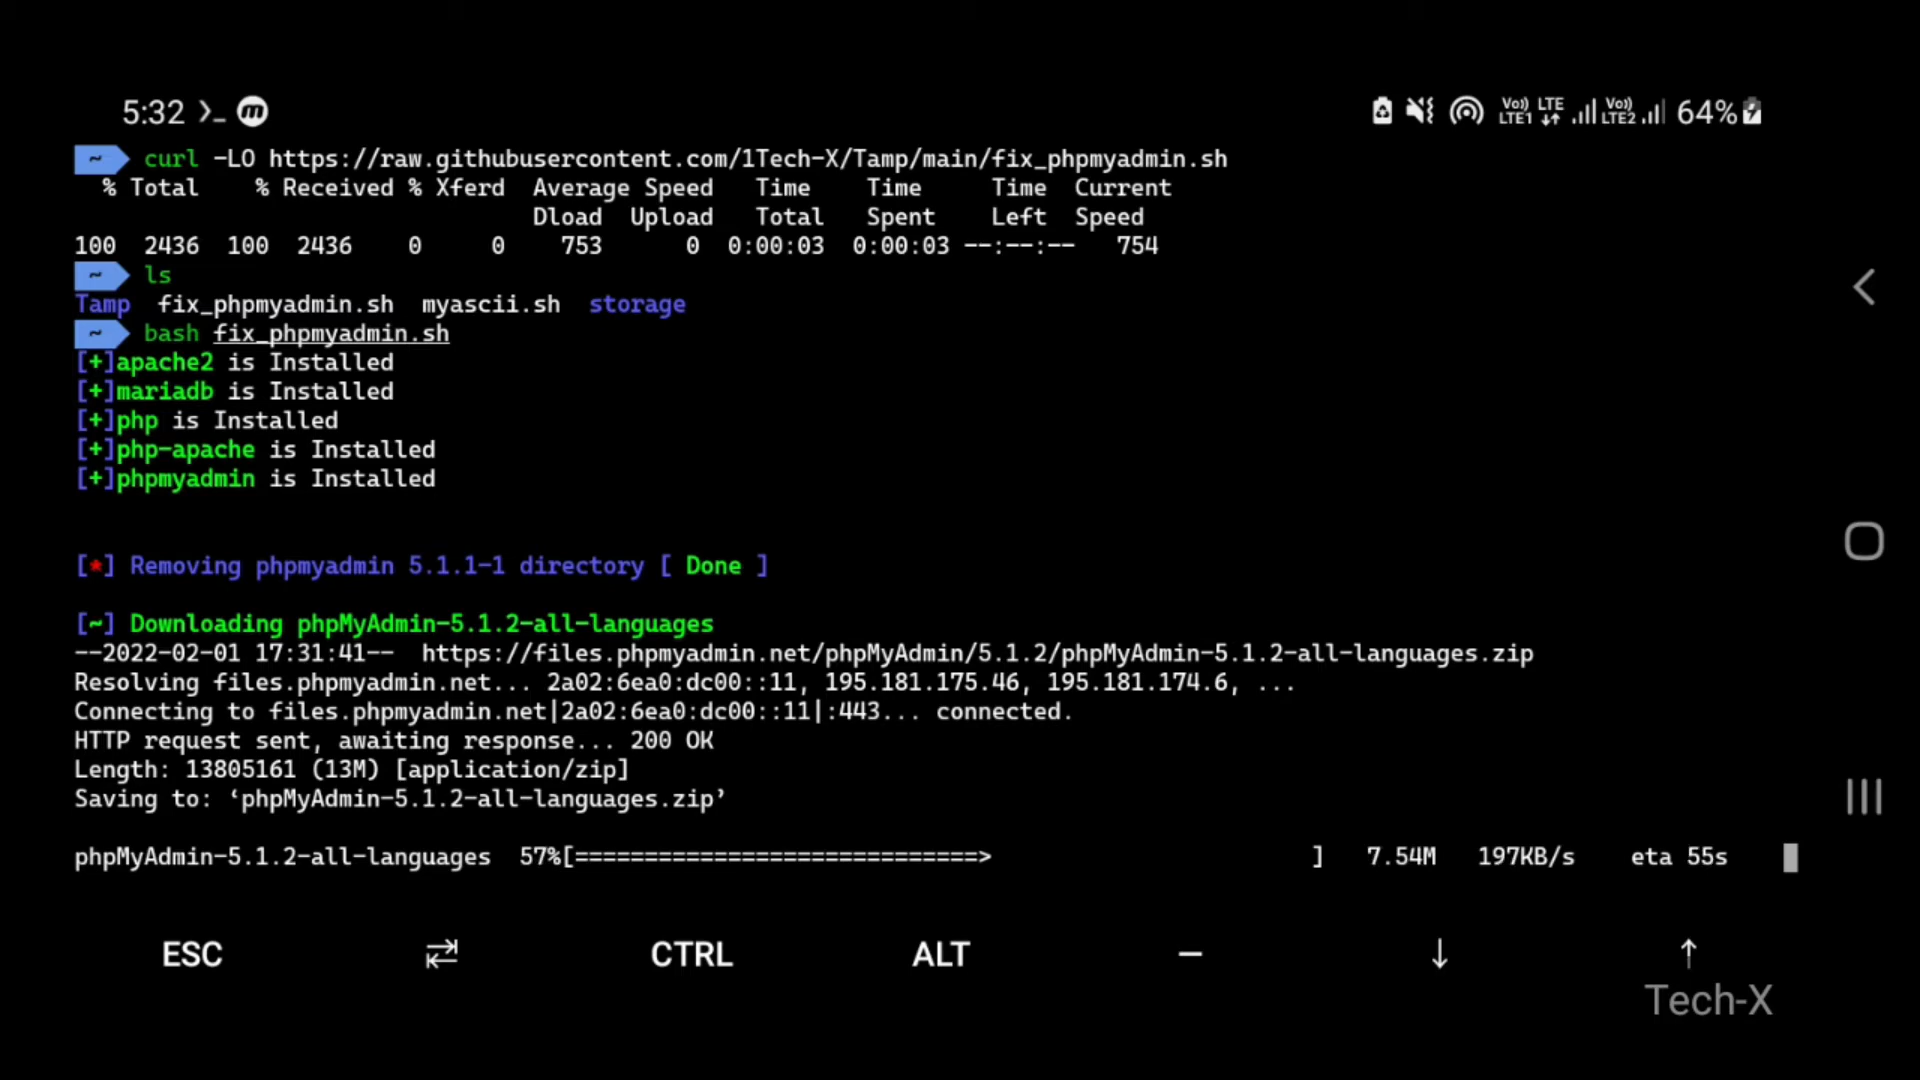 5:32 >_ m 64%
Vo)) LTE Vo))
LTE1 LTE2
~ curl -LO https://raw.githubusercontent.com/1Tech-X/Tamp/main/fix_phpmyadmin.sh
% Total % Received % Xferd Average Speed Time Time Time Current
Dload Upload Total Spent Left Speed
100 2436 100 2436 0 0 753 0 0:00:03 0:00:03 --:--:-- 754
~ ls
Tamp fix_phpmyadmin.sh myascii.sh storage
~ bash fix_phpmyadmin.sh
[+]apache2 is Installed
[+]mariadb is Installed
[+]php is Installed
[+]php-apache is Installed
[+]phpmyadmin is Installed
[*] Removing phpmyadmin 5.1.1-1 directory [ Done ]
[~] Downloading phpMyAdmin-5.1.2-all-languages
--2022-02-01 17:31:41-- https://files.phpmyadmin.net/phpMyAdmin/5.1.2/phpMyAdmin-5.1.2-all-languages.zip
Resolving files.phpmyadmin.net... 2a02:6ea0:dc00::11, 195.181.175.46, 195.181.174.6, ...
Connecting to files.phpmyadmin.net|2a02:6ea0:dc00::11|:443... connected.
HTTP request sent, awaiting response... 200 OK
Length: 13805161 (13M) [application/zip]
Saving to: ‘phpMyAdmin-5.1.2-all-languages.zip’
phpMyAdmin-5.1.2-all-languages 57%[=============================> ] 7.54M 197KB/s eta 55s
ESC ⇄ CTRL ALT — ↓ ↑
Tech-X